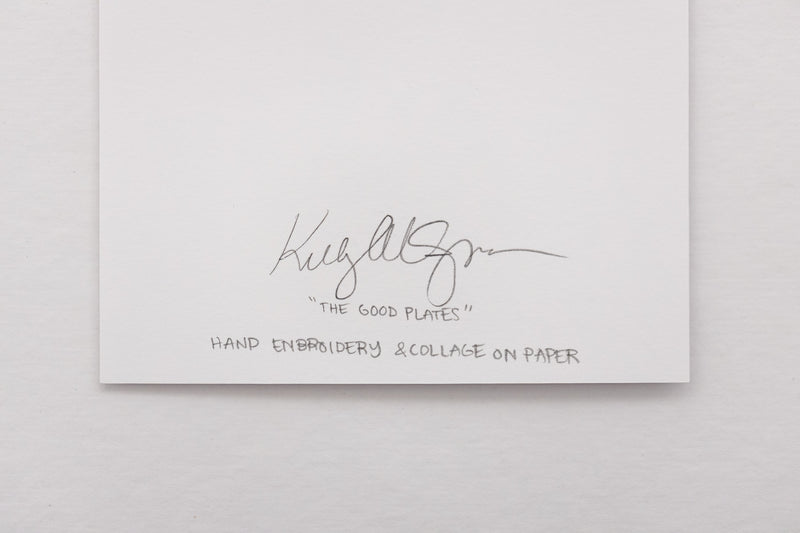 "THE GOOD PLATES"
HAND EMBROIDERY & COLLAGE ON PAPER